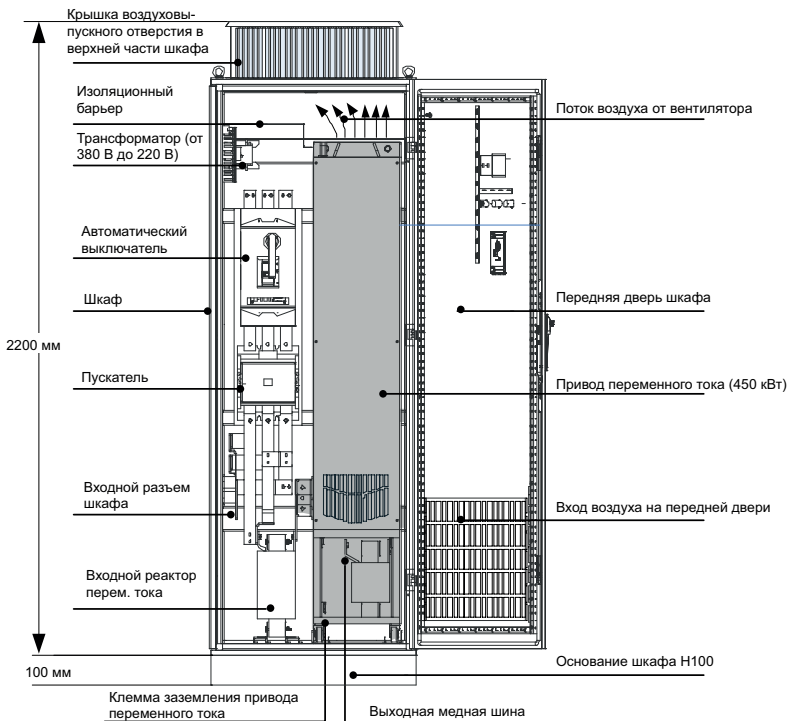 Крышка воздуховы-
пускного отверстия в
верхней части шкафа
Изоляционный
барьер
Поток воздуха от вентилятора
Трансформатор (от
380 В до 220 В)
Автоматический
выключатель
Шкаф
Передняя дверь шкафа
2200 мм
Пускатель
Привод переменного тока (450 кВт)
Входной разъем
шкафа
Вход воздуха на передней двери
Входной реактор
перем. тока
Основание шкафа H100
100 мм
Клемма заземления привода
переменного тока
Выходная медная шина